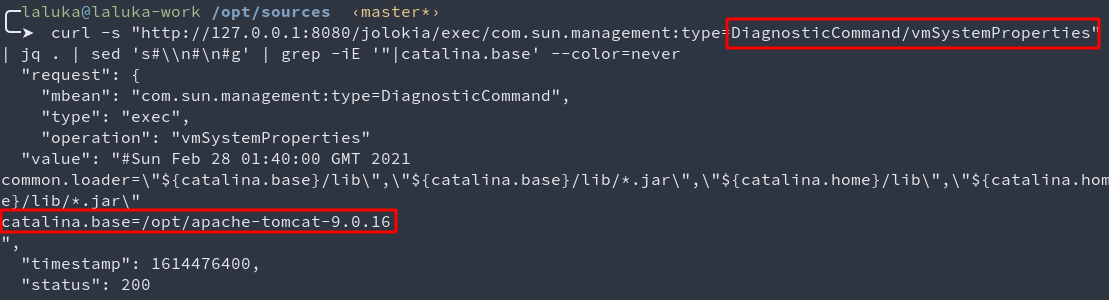 laluka@laluka-work /opt/sources ‹master*›
➤ curl -s "http://127.0.0.1:8080/jolokia/exec/com.sun.management:type=DiagnosticCommand/vmSystemProperties"
| jq . | sed 's#\\n#\n#g' | grep -iE '"|catalina.base' --color=never
"request": {
"mbean": "com.sun.management:type=DiagnosticCommand",
"type": "exec",
"operation": "vmSystemProperties"
"value": "#Sun Feb 28 01:40:00 GMT 2021
common.loader=\"${catalina.base}/lib\",\"${catalina.base}/lib/*.jar\",\"${catalina.home}/lib\",\"${catalina.hom
e}/lib/*.jar\"
catalina.base=/opt/apache-tomcat-9.0.16
",
"timestamp": 1614476400,
"status": 200